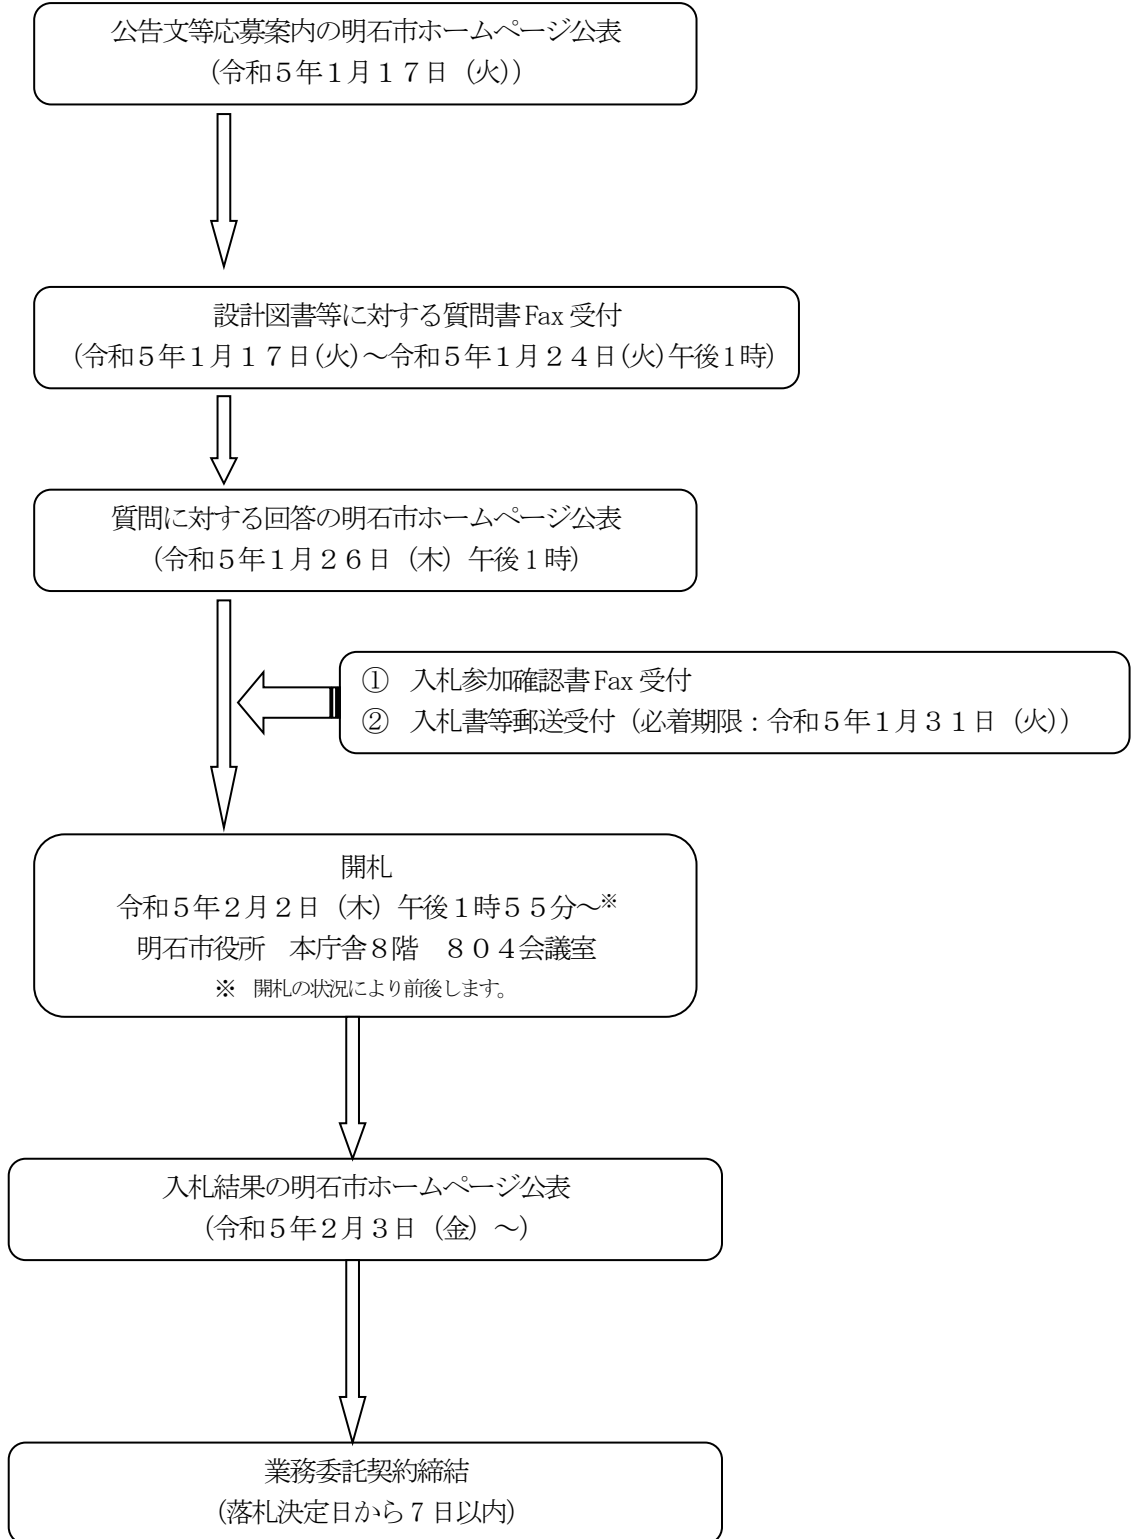 公告文等応募案内の明石市ホームページ公表
(令和５年１月１７日（火））
設計図書等に対する質問書 Fax 受付
(令和５年１月１７日(火)～令和５年１月２４日(火)午後１時)
質問に対する回答の明石市ホームページ公表
(令和５年１月２６日（木）午後１時)
①　入札参加確認書 Fax 受付
②　入札書等郵送受付（必着期限：令和５年１月３１日（火））
開札
令和５年２月２日（木）午後１時５５分～※
明石市役所　本庁舎８階　８０４会議室
※　開札の状況により前後します。
入札結果の明石市ホームページ公表
(令和５年２月３日（金）～)
業務委託契約締結
(落札決定日から７日以内)